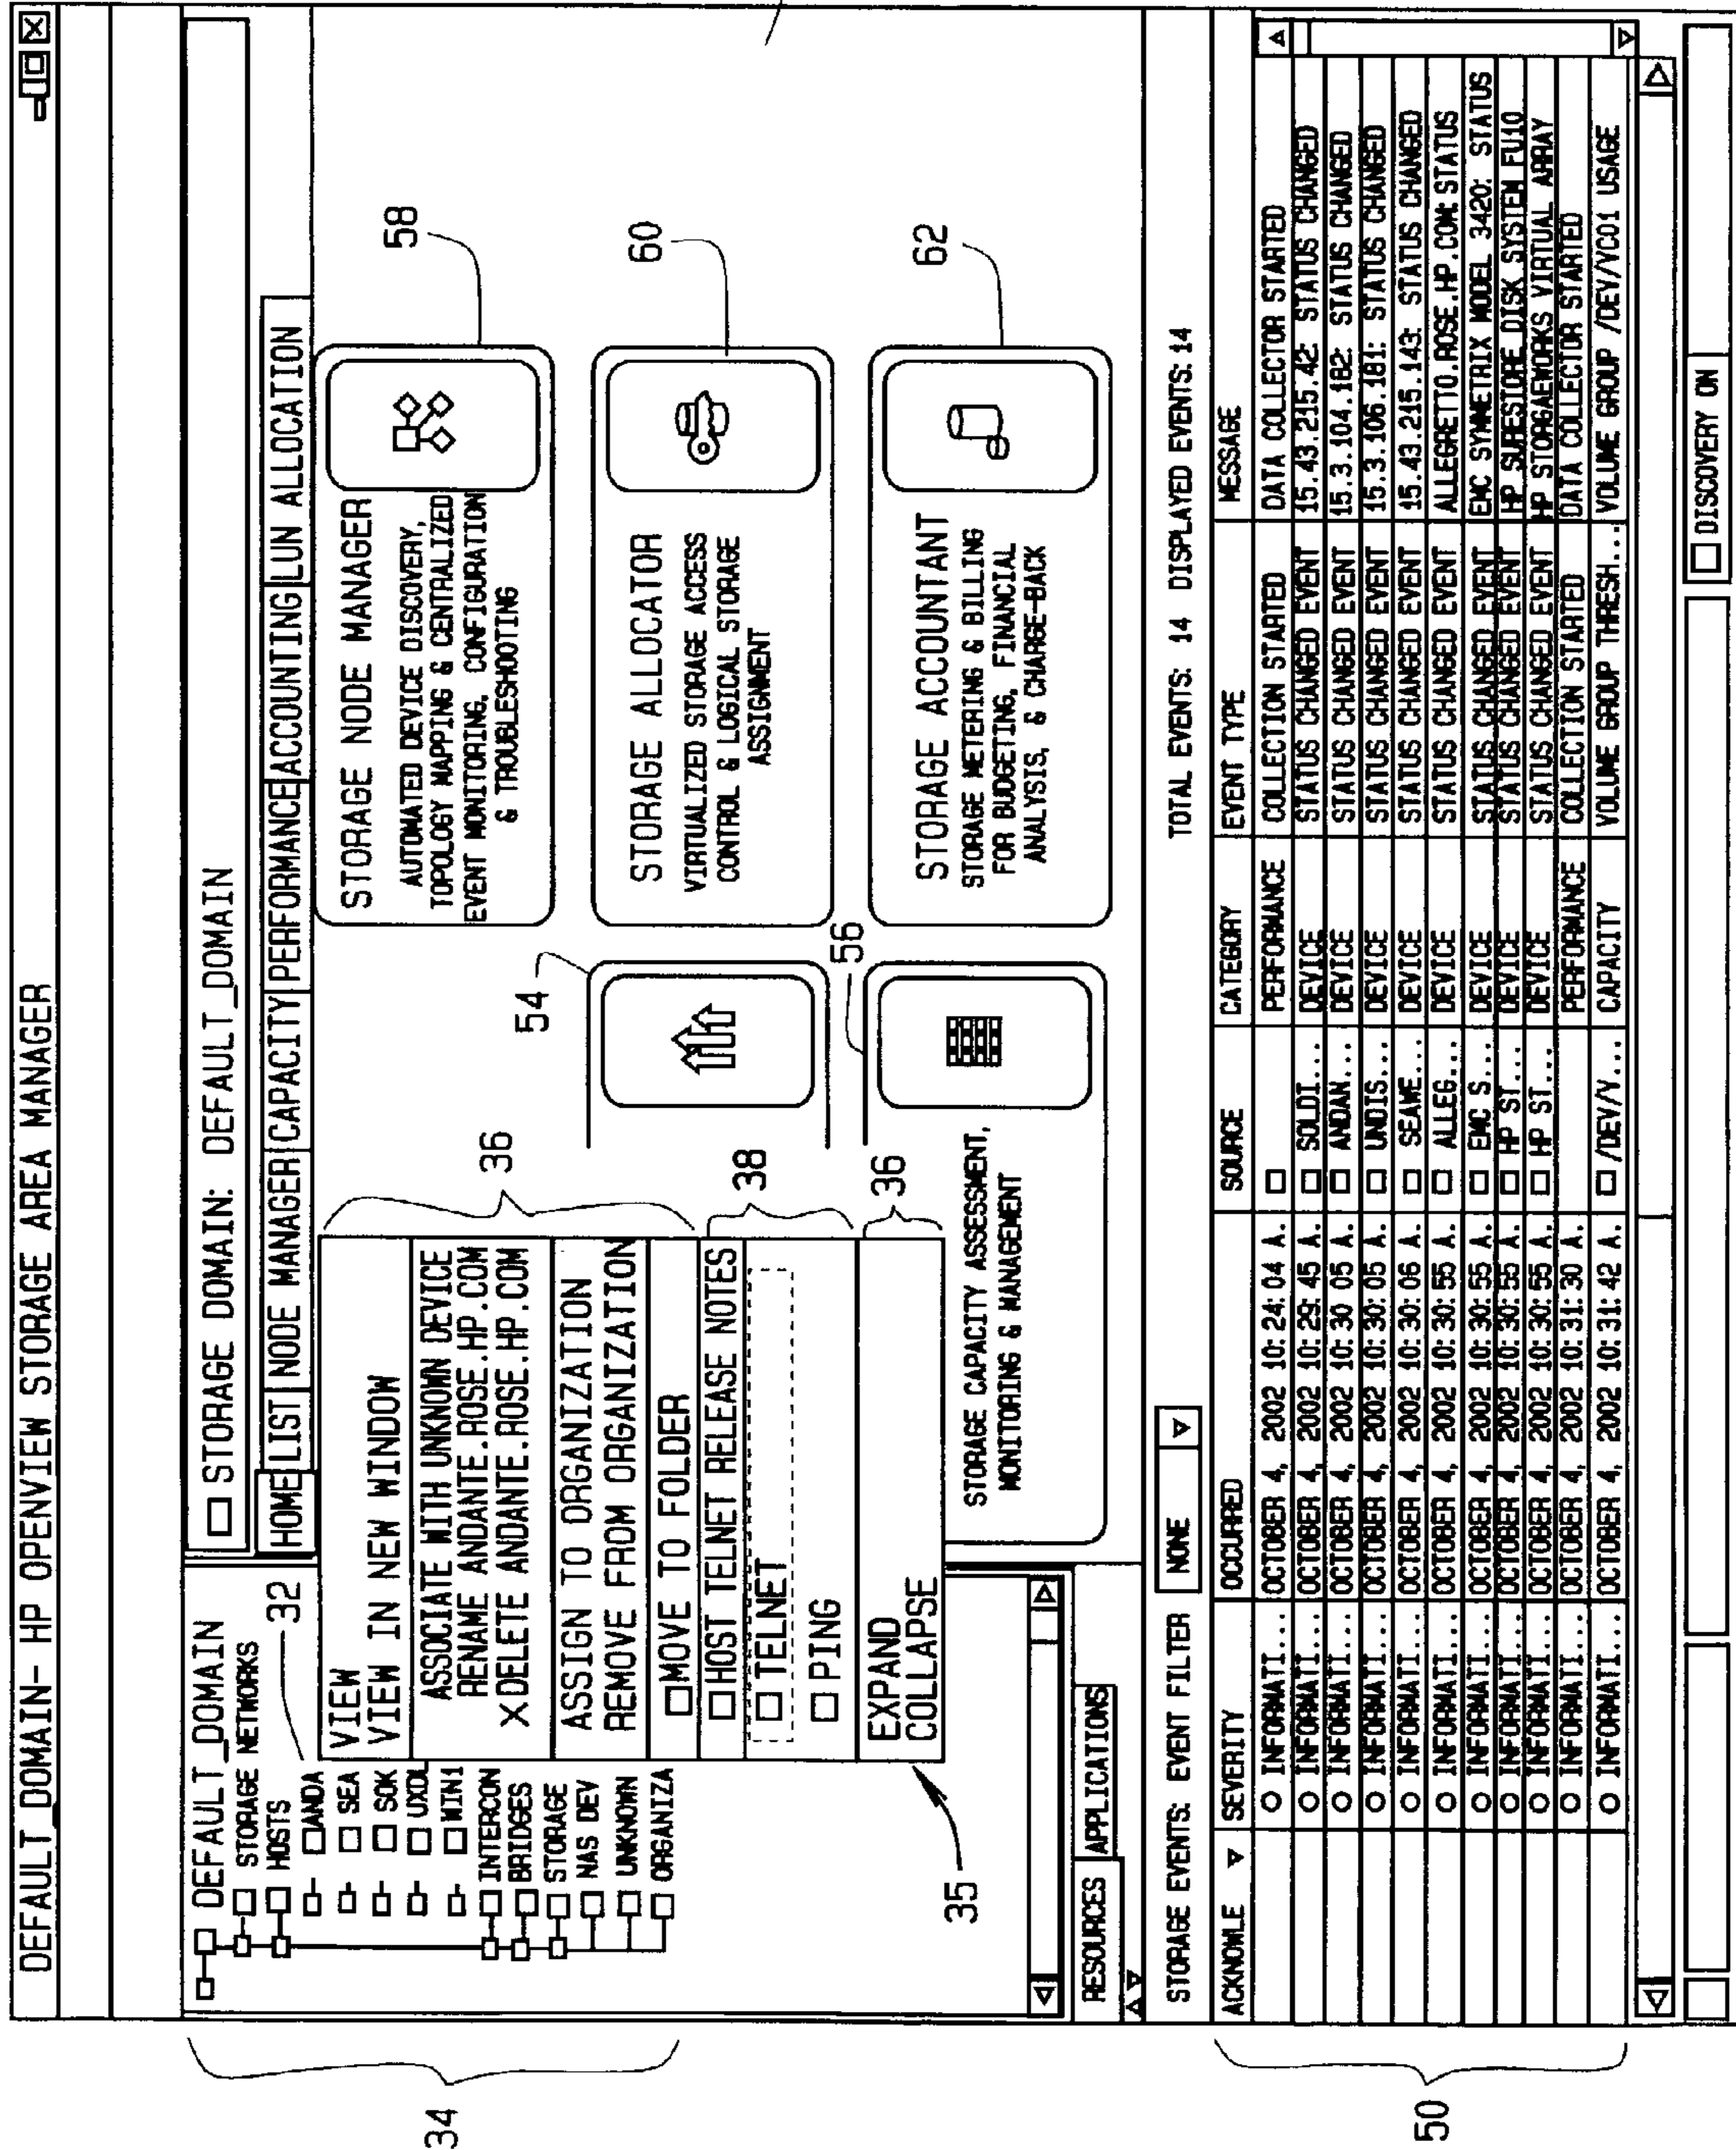 DEFAULT_DOMAIN- HP OPENVIEW STORAGE AREA MANAGER
STORAGE DOMAIN: DEFAULT_DOMAIN
HOME LIST NODE MANAGER CAPACITY PERFORMANCE ACCOUNTING LUN ALLOCATION
34
DEFAULT_DOMAIN
STORAGE NETWORKS
HOSTS
32
ANDA
SEA
SOK
UXDL
WIN1
INTERCON
BRIDGES
STORAGE
NAS DEV
UNKNOWN
ORGANIZA
35
RESOURCES APPLICATIONS
VIEW
VIEW IN NEW WINDOW
ASSOCIATE WITH UNKNOWN DEVICE
RENAME ANDANTE.ROSE.HP.COM
X DELETE ANDANTE.ROSE.HP.COM
ASSIGN TO ORGANIZATION
REMOVE FROM ORGANIZATION
MOVE TO FOLDER
HOST TELNET RELEASE NOTES
TELNET
PING
EXPAND
COLLAPSE
36
38
36
54
56
STORAGE CAPACITY ASSESSMENT,
MONITORING & MANAGEMENT
STORAGE NODE MANAGER
AUTOMATED DEVICE DISCOVERY,
TOPOLOGY MAPPING & CENTRALIZED
EVENT MONITORING, CONFIGURATION
& TROUBLESHOOTING
58
STORAGE ALLOCATOR
VIRTUALIZED STORAGE ACCESS
CONTROL & LOGICAL STORAGE
ASSIGNMENT
60
STORAGE ACCOUNTANT
STORAGE METERING & BILLING
FOR BUDGETING, FINANCIAL
ANALYSIS, & CHARGE-BACK
62
STORAGE EVENTS: EVENT FILTER NONE TOTAL EVENTS: 14 DISPLAYED EVENTS: 14
50
ACKNOWLE SEVERITY OCCURRED SOURCE CATEGORY EVENT TYPE MESSAGE
INFORMATI... OCTOBER 4, 2002 10:24:04 A. PERFORMANCE COLLECTION STARTED DATA COLLECTOR STARTED
INFORMATI... OCTOBER 4, 2002 10:29:45 A. SOLDI... DEVICE STATUS CHANGED EVENT 15.43.215.42: STATUS CHANGED
INFORMATI... OCTOBER 4, 2002 10:30 05 A. ANDAN... DEVICE STATUS CHANGED EVENT 15.3.104.182: STATUS CHANGED
INFORMATI... OCTOBER 4, 2002 10:30:05 A. UNDIS... DEVICE STATUS CHANGED EVENT 15.3.106.181: STATUS CHANGED
INFORMATI... OCTOBER 4, 2002 10:30:06 A. SEAWE... DEVICE STATUS CHANGED EVENT 15.43.215.143: STATUS CHANGED
INFORMATI... OCTOBER 4, 2002 10:30:55 A. ALLEG... DEVICE STATUS CHANGED EVENT ALLEGRETTO.ROSE.HP.COM: STATUS
INFORMATI... OCTOBER 4, 2002 10:30:55 A. EMC S... DEVICE STATUS CHANGED EVENT EMC SYMMETRIX MODEL 3420: STATUS
INFORMATI... OCTOBER 4, 2002 10:30:55 A. HP ST... DEVICE STATUS CHANGED EVENT HP SURESTORE DISK SYSTEM FU10
INFORMATI... OCTOBER 4, 2002 10:30:55 A. HP ST... DEVICE STATUS CHANGED EVENT HP STORGAEWORKS VIRTUAL ARRAY
INFORMATI... OCTOBER 4, 2002 10:31:30 A. PERFORMANCE COLLECTION STARTED DATA COLLECTOR STARTED
INFORMATI... OCTOBER 4, 2002 10:31:42 A. /DEV/V... CAPACITY VOLUME GROUP THRESH... VOLUME GROUP /DEV/VC01 USAGE
DISCOVERY ON